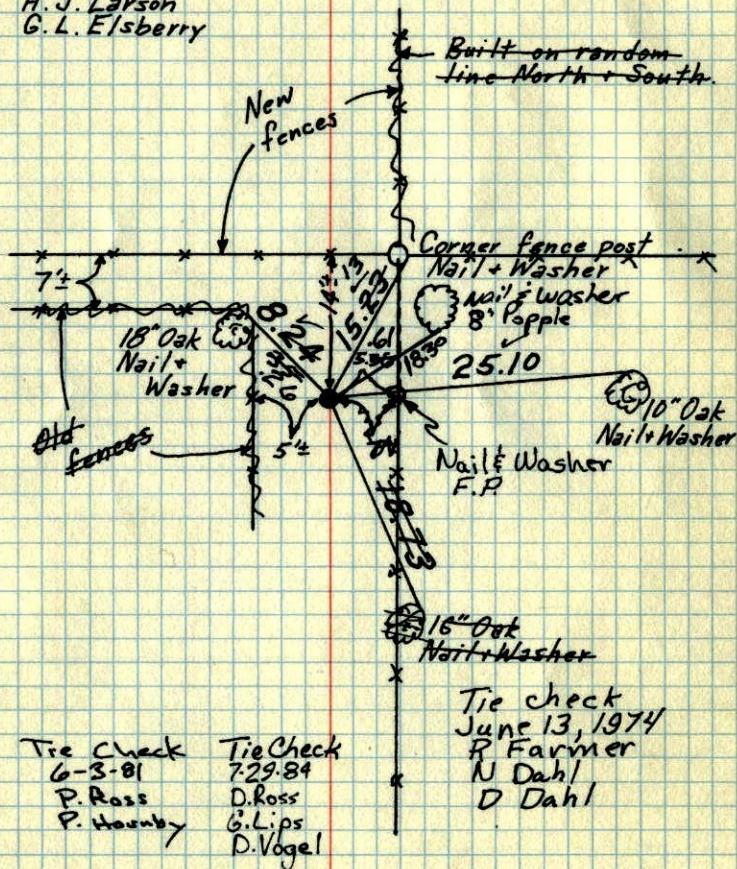 H. J. Larson
G. L. Elsberry
Built on random
line North + South.
New
fences
Corner fence post
Nail + Washer
Nail & Washer
8" Popple
7'±
14'±
15.23
.13
8.24
.61
18.30
25.10
18" Oak
Nail +
Washer
10" Oak
Nail + Washer
Old
fences
5'±
Nail & Washer
F.P.
18.73
16" Oak
Nail + Washer
Tie check
June 13, 1974
R Farmer
N Dahl
D Dahl
Tie Check
6-3-81
P. Ross
P. Hornby
Tie Check
7-29-84
D. Ross
G. Lips
D. Vogel